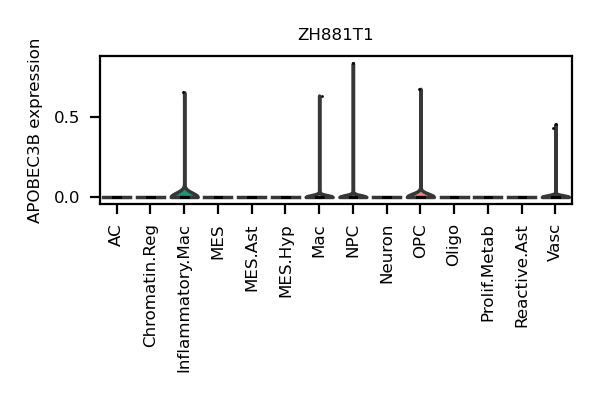 ZH881T1
APOBEC3B expression
0.5
0.0
AC
Chromatin.Reg
Inflammatory.Mac
MES
MES.Ast
MES.Hyp
Mac
NPC
Neuron
OPC
Oligo
Prolif.Metab
Reactive.Ast
Vasc